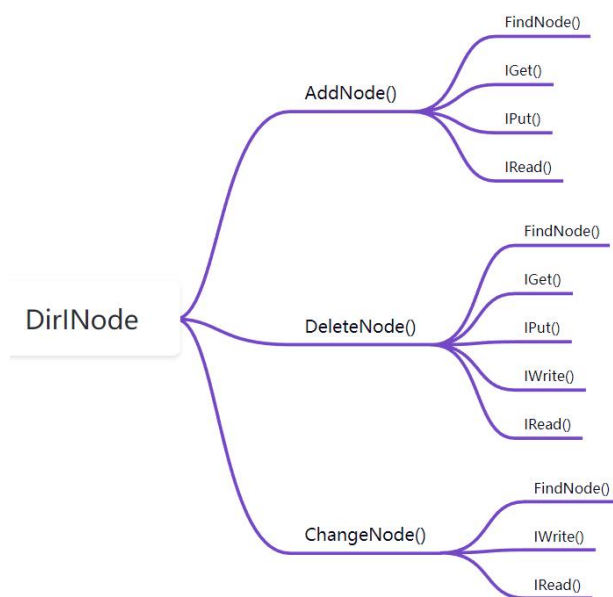 DirINode
AddNode()
FindNode()
IGet()
IPut()
IRead()
DeleteNode()
FindNode()
IGet()
IPut()
IWrite()
IRead()
ChangeNode()
FindNode()
IWrite()
IRead()